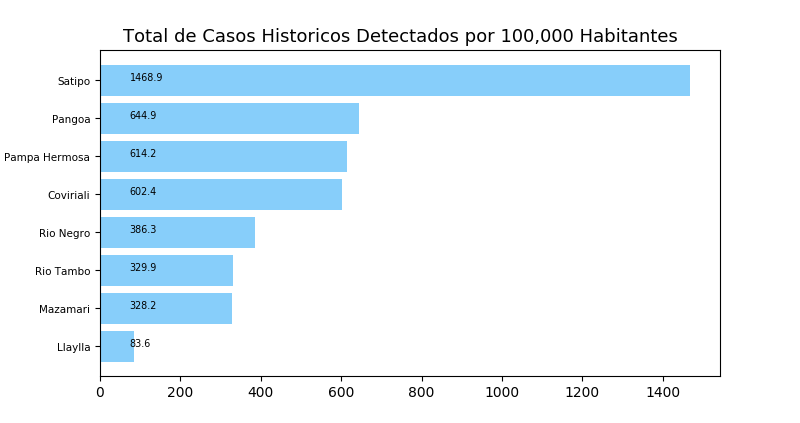 Total de Casos Historicos Detectados por 100,000 Habitantes
Satipo 1468.9
Pangoa 644.9
Pampa Hermosa 614.2
Coviriali 602.4
Rio Negro 386.3
Rio Tambo 329.9
Mazamari 328.2
Llaylla 83.6
0 200 400 600 800 1000 1200 1400